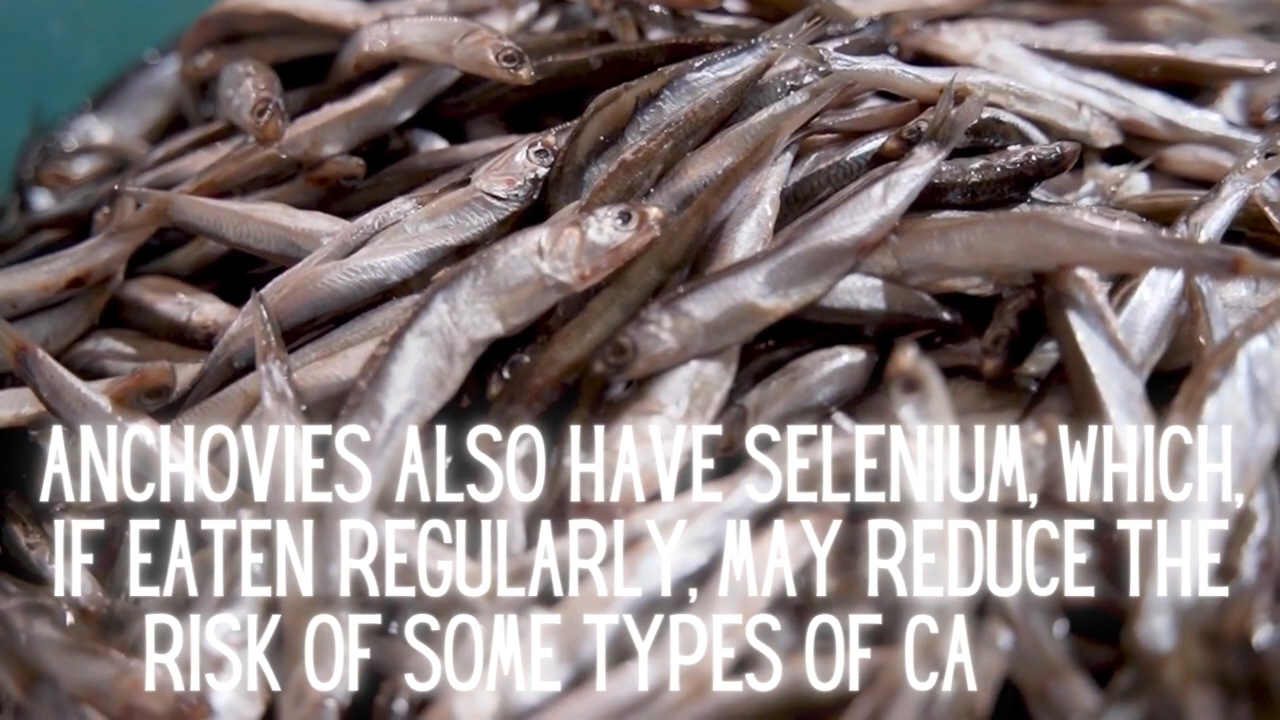 ANCHOVIES ALSO HAVE SELENIUM, WHICH,
IF EATEN REGULARLY, MAY REDUCE THE
RISK OF SOME TYPES OF CA